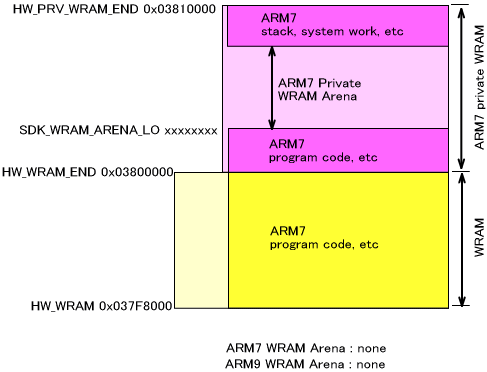 HW_PRV_WRAM_END 0x03810000
ARM7
stack, system work, etc
ARM7 Private
WRAM Arena
ARM7 private WRAM
SDK_WRAM_ARENA_LO xxxxxxxx
ARM7
program code, etc
HW_WRAM_END 0x03800000
ARM7
program code, etc
WRAM
HW_WRAM 0x037F8000
ARM7 WRAM Arena : none
ARM9 WRAM Arena : none